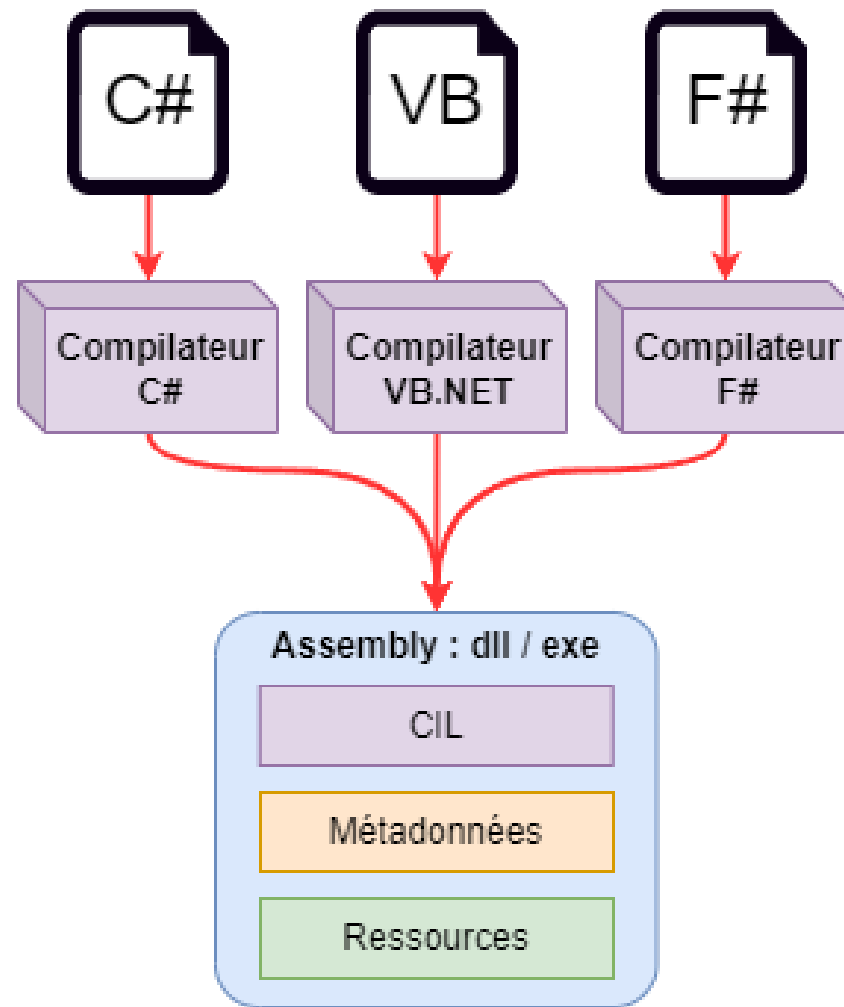 C#
VB
F#
Compilateur
C#
Compilateur
VB.NET
Compilateur
F#
Assembly : dll / exe
CIL
Métadonnées
Ressources